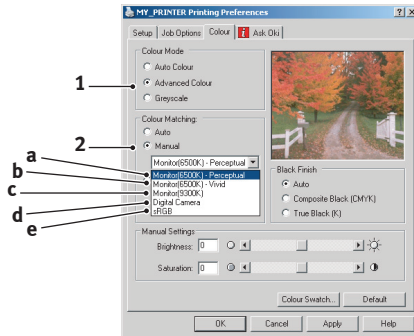 MY_PRINTER Printing Preferences
Setup Job Options Colour Ask Oki
Colour Mode
Auto Colour
1 Advanced Colour
Greyscale
Colour Matching:
Auto
2 Manual
Monitor(6500K) - Perceptual
a Monitor(6500K) - Perceptual
b Monitor(6500K) - Vivid
c Monitor(9300K)
d Digital Camera
e sRGB
Black Finish
Auto
Composite Black (CMYK)
True Black (K)
Manual Settings
Brightness: 0
Saturation: 0
Colour Swatch... Default
OK Cancel Apply Help